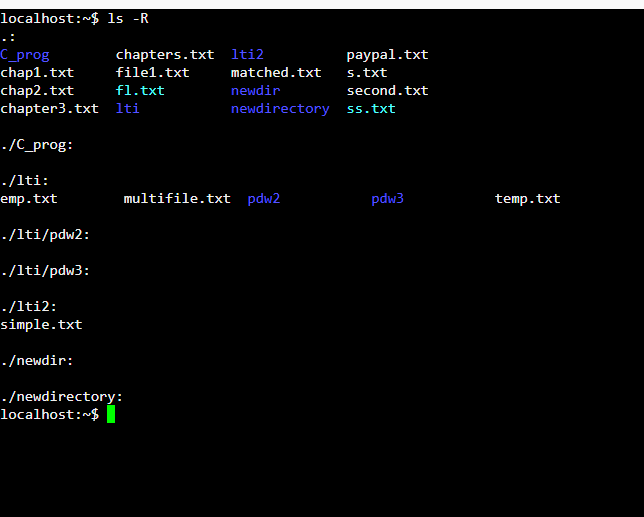 localhost:~$ ls -R
.:
C_prog chapters.txt lti2 paypal.txt
chap1.txt file1.txt matched.txt s.txt
chap2.txt fl.txt newdir second.txt
chapter3.txt lti newdirectory ss.txt
./C_prog:
./lti:
emp.txt multifile.txt pdw2 pdw3 temp.txt
./lti/pdw2:
./lti/pdw3:
./lti2:
simple.txt
./newdir:
./newdirectory:
localhost:~$